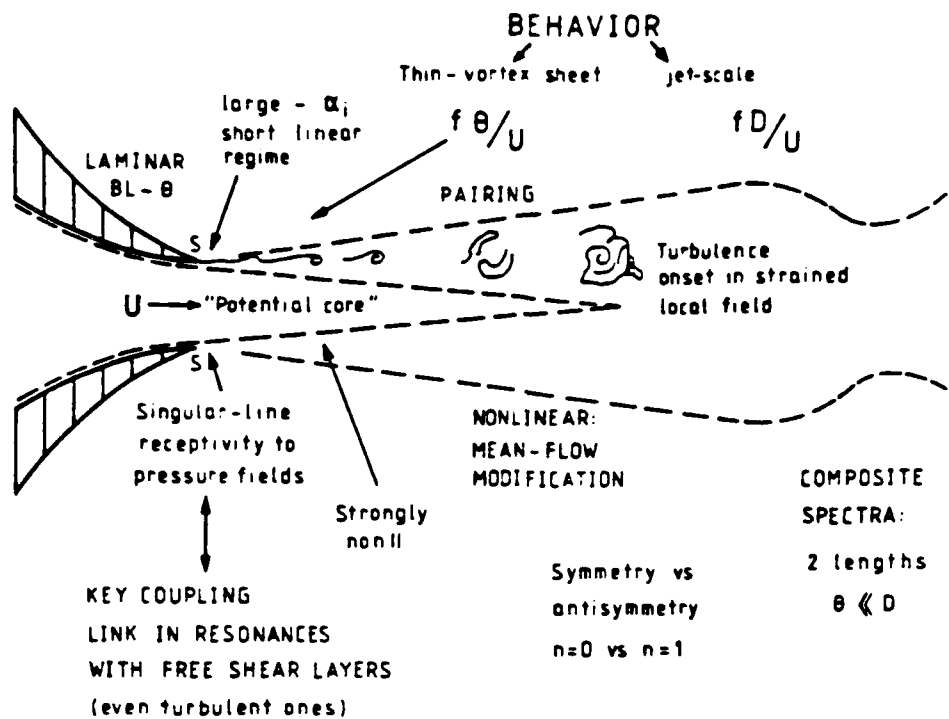 BEHAVIOR
Thin-vortex sheet
jet-scale
large - αi
short linear
regime
fθ/U
fD/U
LAMINAR
BL-θ
PAIRING
S
Turbulence
onset in strained
local field
U
"Potential core"
S
Singular-line
receptivity to
pressure fields
NONLINEAR:
MEAN-FLOW
MODIFICATION
Strongly
non ||
COMPOSITE
SPECTRA:
2 lengths
θ ≪ D
Symmetry vs
antisymmetry
n=0 vs n=1
KEY COUPLING
LINK IN RESONANCES
WITH FREE SHEAR LAYERS
(even turbulent ones)